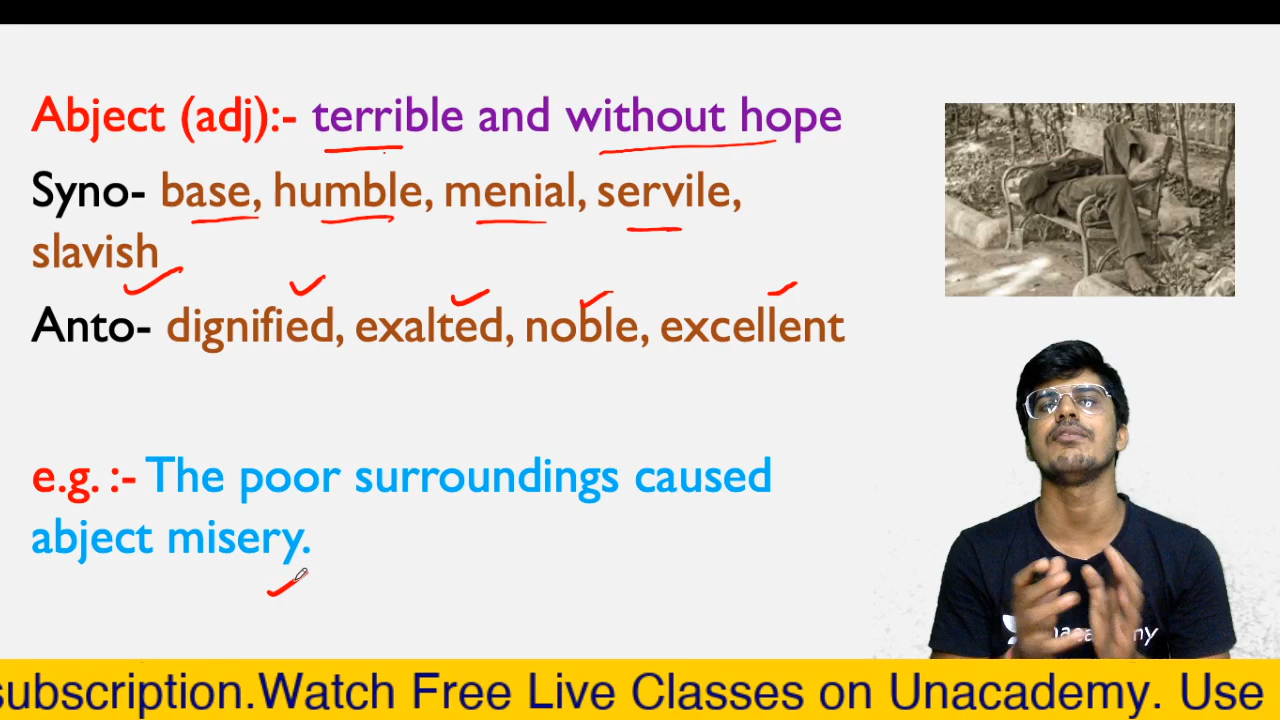 Abject (adj):- terrible and without hope
Syno- base, humble, menial, servile,
slavish
Anto- dignified, exalted, noble, excellent
e.g. :- The poor surroundings caused
abject misery.
subscription.Watch Free Live Classes on Unacademy. Use